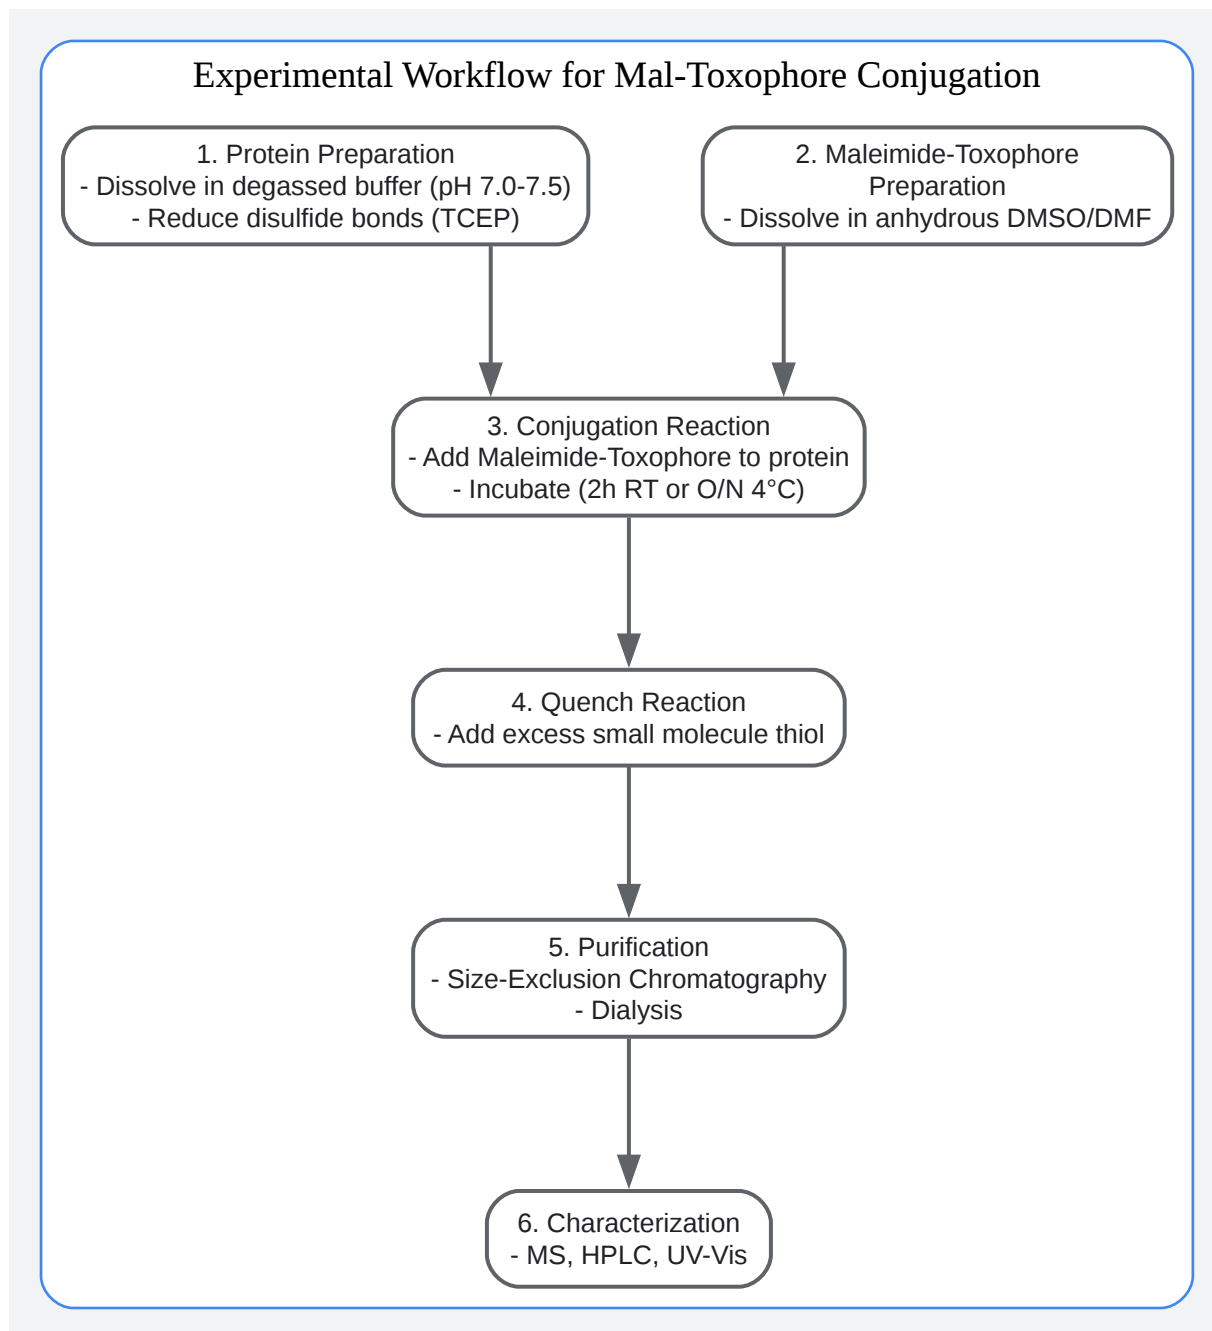 Experimental Workflow for Mal-Toxophore Conjugation
1. Protein Preparation
- Dissolve in degassed buffer (pH 7.0-7.5)
- Reduce disulfide bonds (TCEP)
2. Maleimide-Toxophore
Preparation
- Dissolve in anhydrous DMSO/DMF
3. Conjugation Reaction
- Add Maleimide-Toxophore to protein
- Incubate (2h RT or O/N 4°C)
4. Quench Reaction
- Add excess small molecule thiol
5. Purification
- Size-Exclusion Chromatography
- Dialysis
6. Characterization
- MS, HPLC, UV-Vis